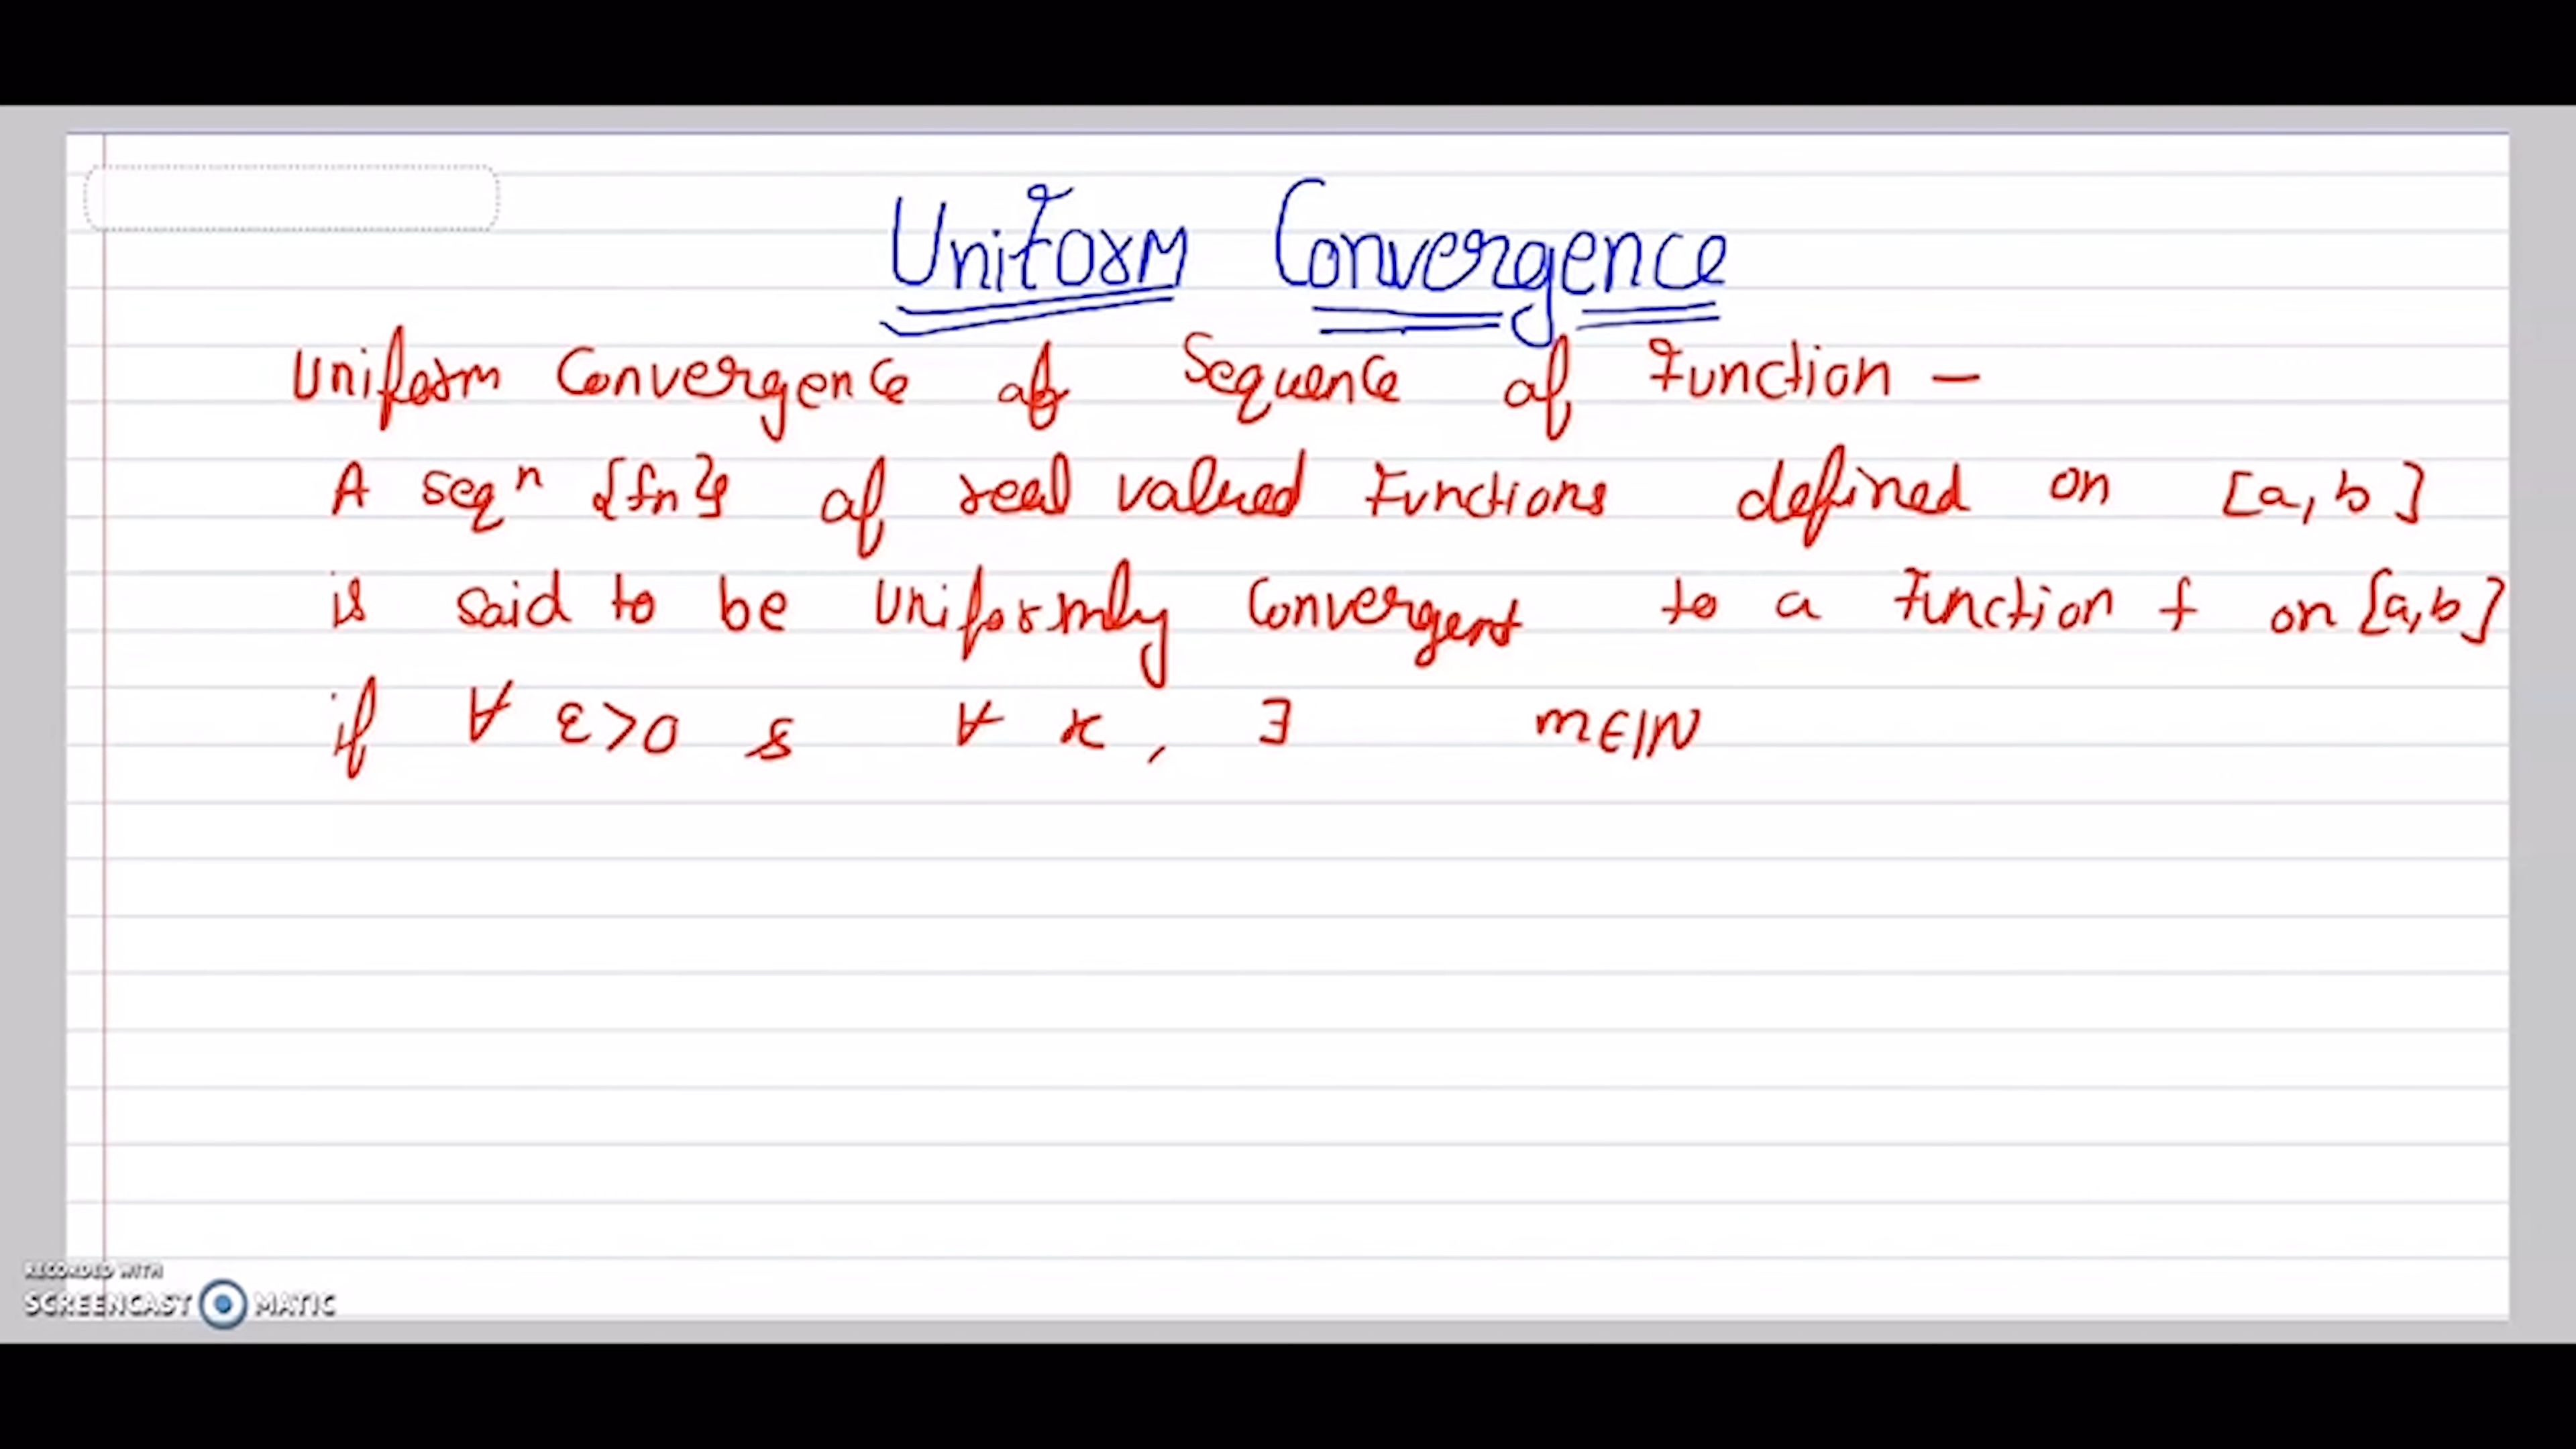 Uniform Convergence
Uniform Convergence of Sequence of Function —
A seqⁿ {fn} of real valued Functions defined on [a, b]
is said to be Uniformly Convergent to a Function f on [a, b]
if ∀ ε>0 & ∀ x, ∃ m∈ℕ
RECORDED WITH
SCREENCAST MATIC